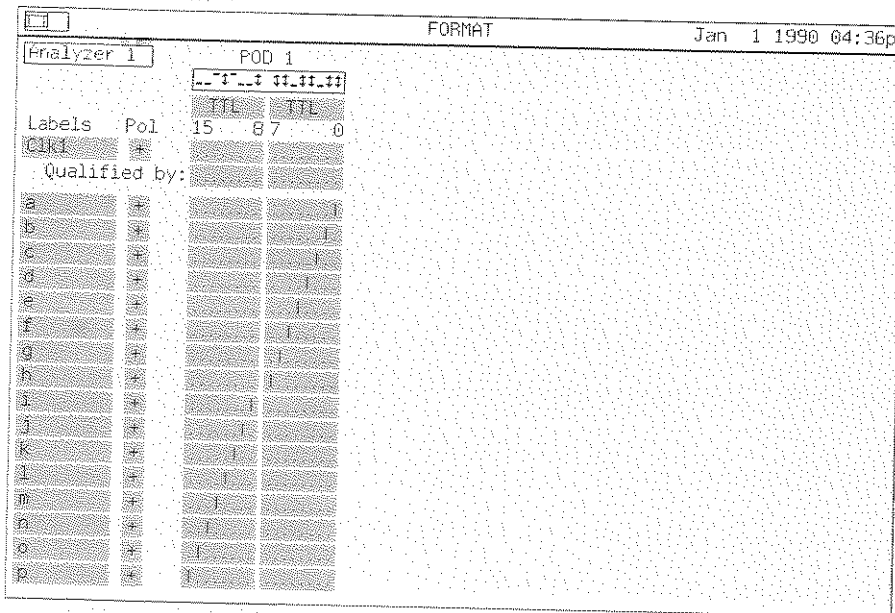 FORMAT Jan 1 1990 04:36p
Analyzer 1 POD 1
TTL TTL
Labels Pol 15 8 7 0
Clk1 +
Qualified by:
a +
b +
c +
d +
e +
f +
g +
h +
i +
j +
k +
l +
m +
n +
o +
p +